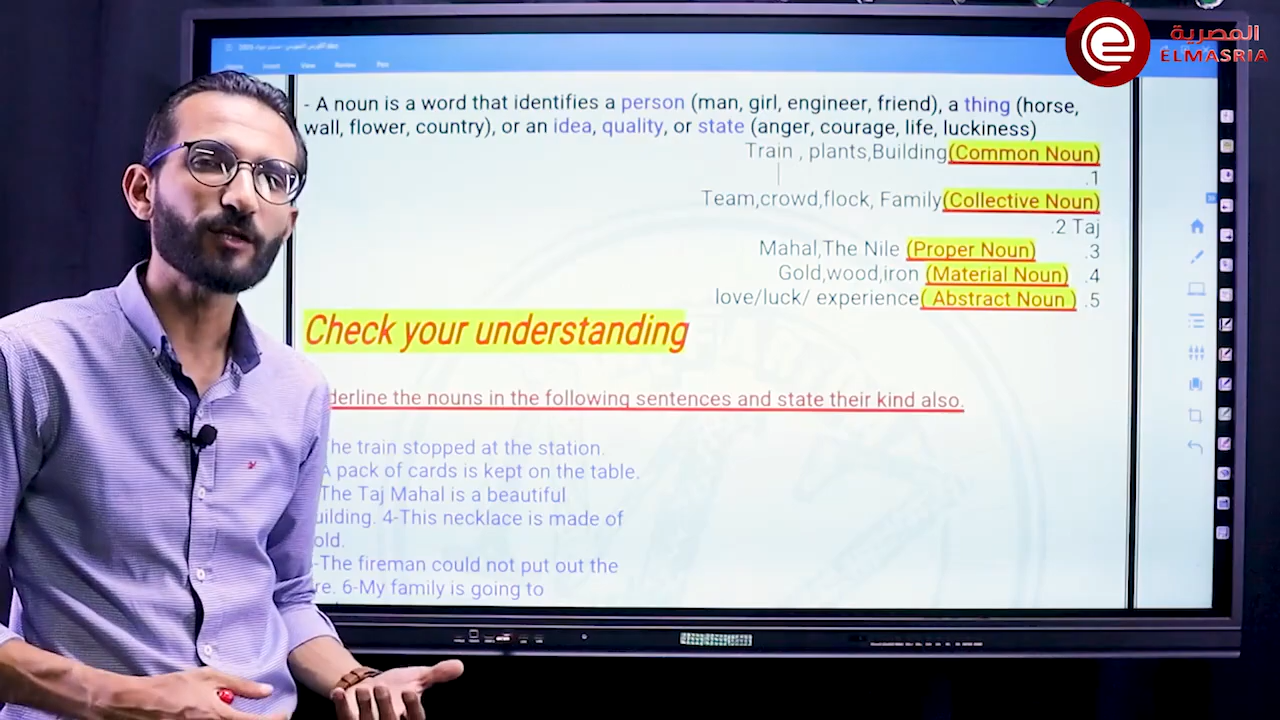 المصرية
ELMASRIA
Home Insert View Review Pen
- A noun is a word that identifies a person (man, girl, engineer, friend), a thing (horse,
wall, flower, country), or an idea, quality, or state (anger, courage, life, luckiness)
Train , plants,Building(Common Noun)
.1
Team,crowd,flock, Family(Collective Noun)
.2 Taj
Mahal,The Nile (Proper Noun) .3
Gold,wood,iron (Material Noun) .4
love/luck/ experience( Abstract Noun ) .5
Check your understanding
derline the nouns in the following sentences and state their kind also.
he train stopped at the station.
A pack of cards is kept on the table.
-The Taj Mahal is a beautiful
uilding. 4-This necklace is made of
old.
-The fireman could not put out the
re. 6-My family is going to